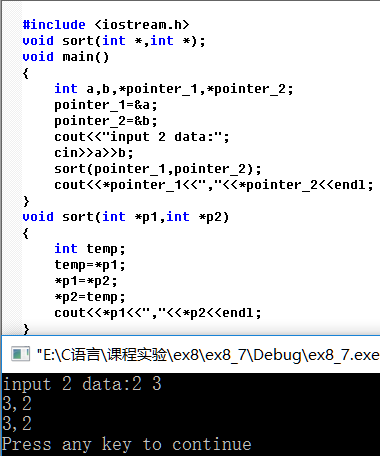 #include <iostream.h>
void sort(int *,int *);
void main()
{
    int a,b,*pointer_1,*pointer_2;
    pointer_1=&a;
    pointer_2=&b;
    cout<<"input 2 data:";
    cin>>a>>b;
    sort(pointer_1,pointer_2);
    cout<<*pointer_1<<","<<*pointer_2<<endl;
}
void sort(int *p1,int *p2)
{
    int temp;
    temp=*p1;
    *p1=*p2;
    *p2=temp;
    cout<<*p1<<","<<*p2<<endl;
}
"E:\C语言\课程实验\ex8\ex8_7\Debug\ex8_7.exe
input 2 data:2 3
3,2
3,2
Press any key to continue